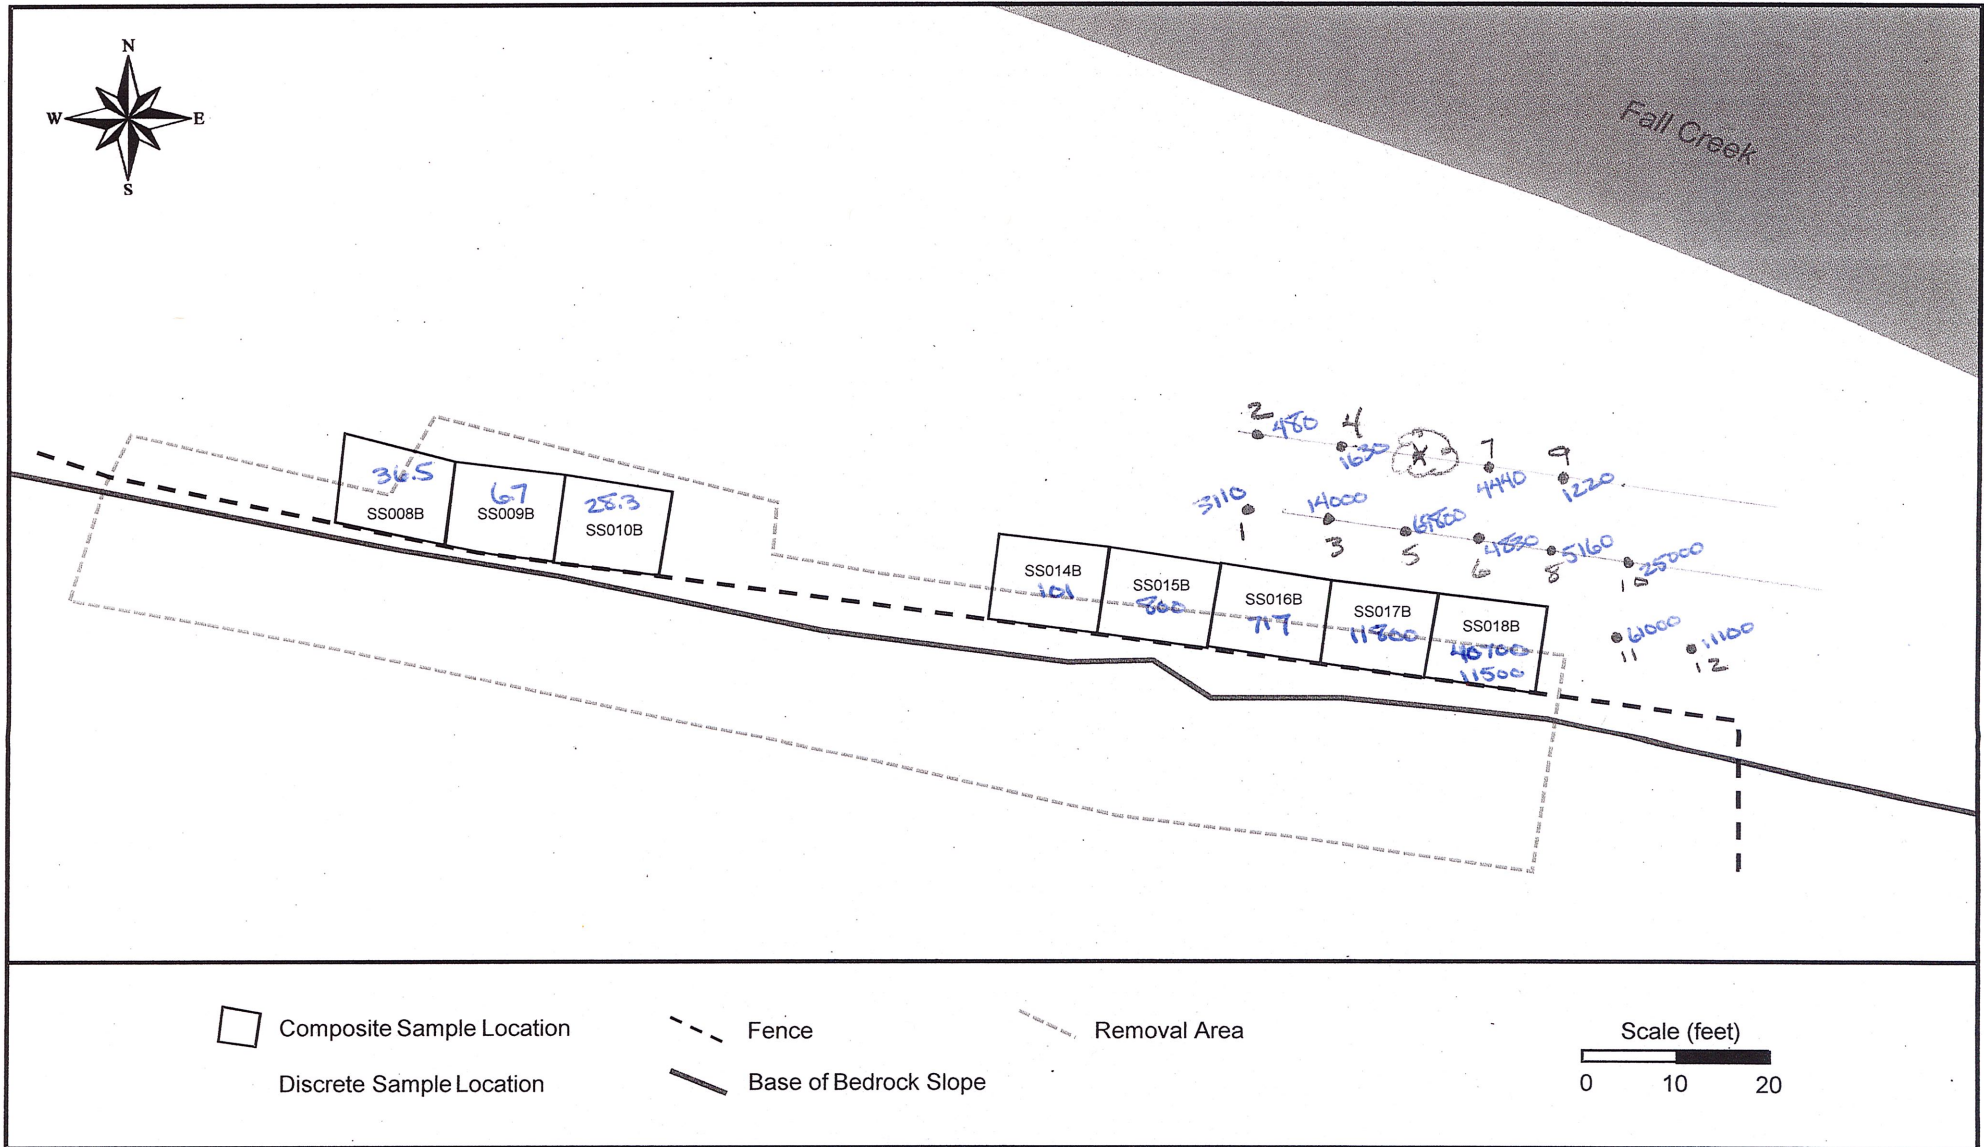 N
W E
S
Fall Creek
2 480
4 1630
X
7 4440
9 1220
3110 1
14000 3
5
4830 6
5160 8
25000 10
61000 11
11100 12
36.5
SS008B
67
SS009B
28.3
SS010B
SS014B
101
SS015B
800
SS016B
717
SS017B
11800
SS018B
40700
11500
Composite Sample Location
Discrete Sample Location
Fence
Base of Bedrock Slope
Removal Area
Scale (feet)
0 10 20